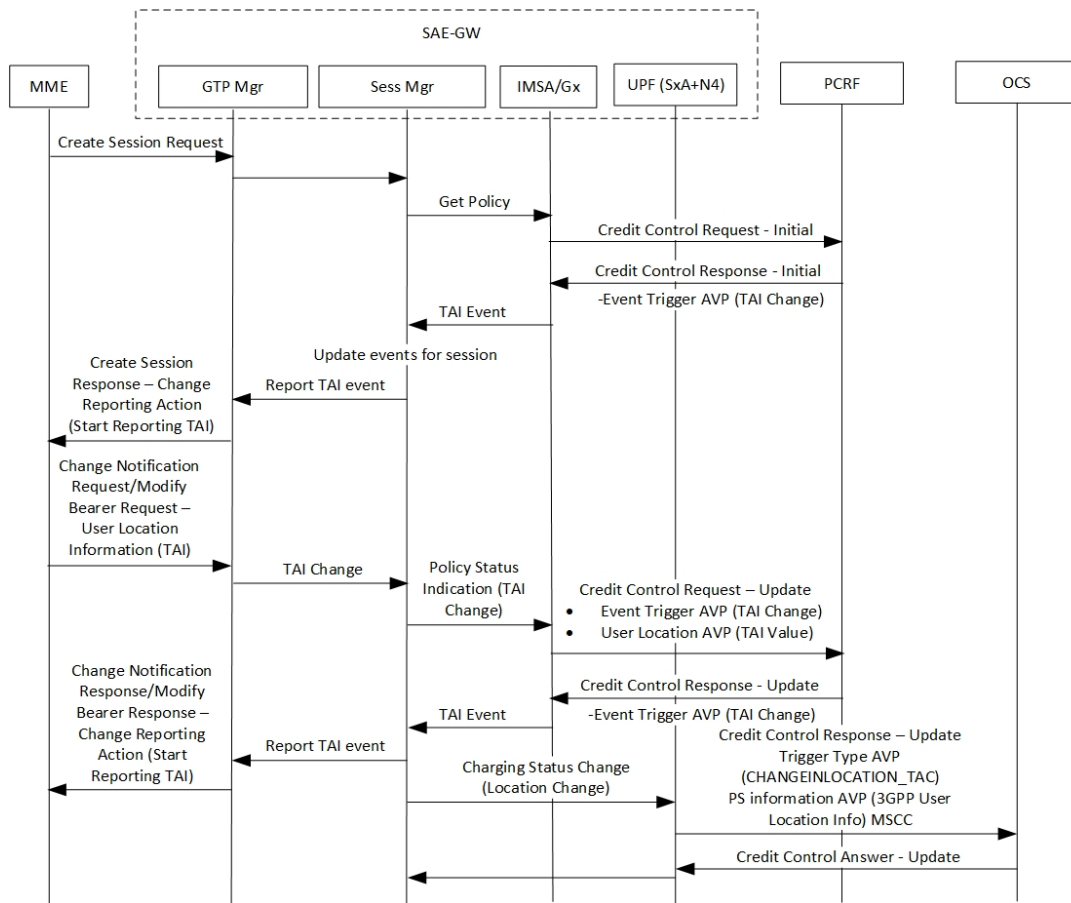 SAE-GW
MME
GTP Mgr
Sess Mgr
IMSA/Gx
UPF (SxA+N4)
PCRF
OCS
Create Session Request
Get Policy
Credit Control Request - Initial
Credit Control Response - Initial
-Event Trigger AVP (TAI Change)
TAI Event
Update events for session
Create Session
Response – Change
Reporting Action
(Start Reporting TAI)
Report TAI event
Change Notification
Request/Modify
Bearer Request –
User Location
Information (TAI)
TAI Change
Policy Status
Indication (TAI
Change)
Credit Control Request – Update
• Event Trigger AVP (TAI Change)
• User Location AVP (TAI Value)
Change Notification
Response/Modify
Bearer Response –
Change Reporting
Action (Start
Reporting TAI)
Credit Control Response - Update
-Event Trigger AVP (TAI Change)
TAI Event
Report TAI event
Charging Status Change
(Location Change)
Credit Control Response – Update
Trigger Type AVP
(CHANGEINLOCATION_TAC)
PS information AVP (3GPP User
Location Info) MSCC
Credit Control Answer - Update